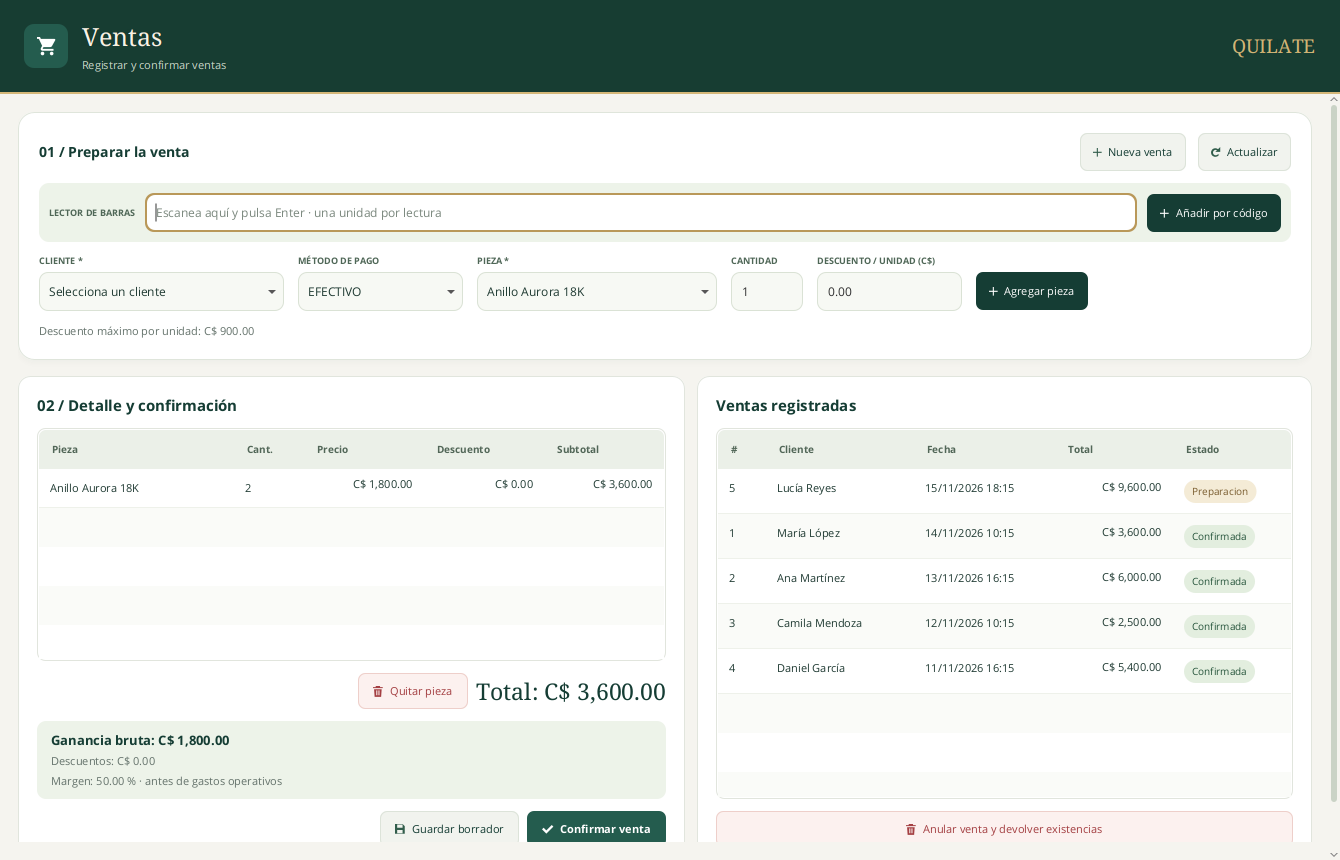 Ventas
Registrar y confirmar ventas
QUILATE
01 / Preparar la venta
Nueva venta
Actualizar
LECTOR DE BARRAS
Escanea aquí y pulsa Enter · una unidad por lectura
Añadir por código
CLIENTE * MÉTODO DE PAGO PIEZA * CANTIDAD DESCUENTO / UNIDAD (C$)
Selecciona un cliente EFECTIVO Anillo Aurora 18K 1 0.00 Agregar pieza
Descuento máximo por unidad: C$ 900.00
02 / Detalle y confirmación
Pieza Cant. Precio Descuento Subtotal
Anillo Aurora 18K 2 C$ 1,800.00 C$ 0.00 C$ 3,600.00
Quitar pieza
Total: C$ 3,600.00
Ganancia bruta: C$ 1,800.00
Descuentos: C$ 0.00
Margen: 50.00 % · antes de gastos operativos
Guardar borrador
Confirmar venta
Ventas registradas
# Cliente Fecha Total Estado
5 Lucía Reyes 15/11/2026 18:15 C$ 9,600.00 Preparacion
1 María López 14/11/2026 10:15 C$ 3,600.00 Confirmada
2 Ana Martínez 13/11/2026 16:15 C$ 6,000.00 Confirmada
3 Camila Mendoza 12/11/2026 10:15 C$ 2,500.00 Confirmada
4 Daniel García 11/11/2026 16:15 C$ 5,400.00 Confirmada
Anular venta y devolver existencias